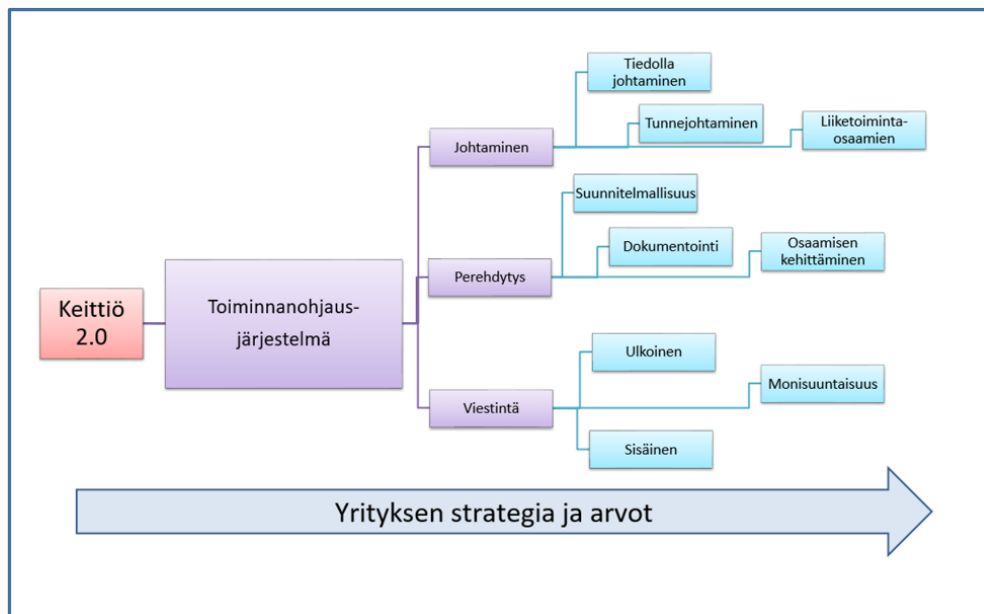 Keittiö
2.0
Toiminnanohjaus-
järjestelmä
Johtaminen
Tiedolla
johtaminen
Tunnejohtaminen
Liiketoiminta-
osaamien
Perehdytys
Suunnitelmallisuus
Dokumentointi
Osaamisen
kehittäminen
Viestintä
Ulkoinen
Monisuuntaisuus
Sisäinen
Yrityksen strategia ja arvot